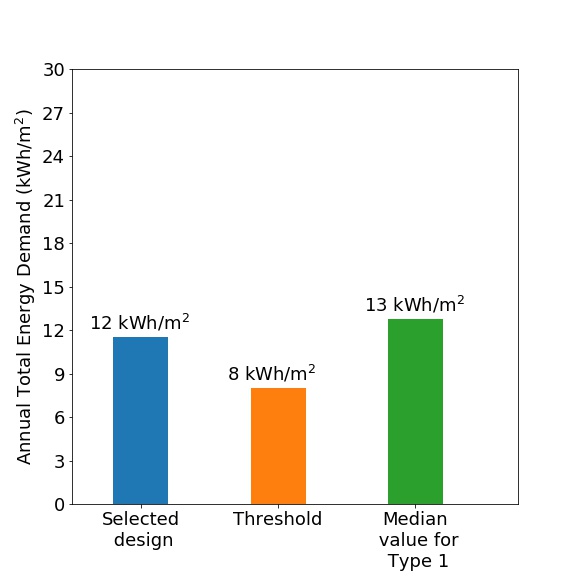 Annual Total Energy Demand (kWh/m²)
30
27
24
21
18
15
12
9
6
3
0
12 kWh/m²
8 kWh/m²
13 kWh/m²
Selected
design
Threshold
Median
value for
Type 1